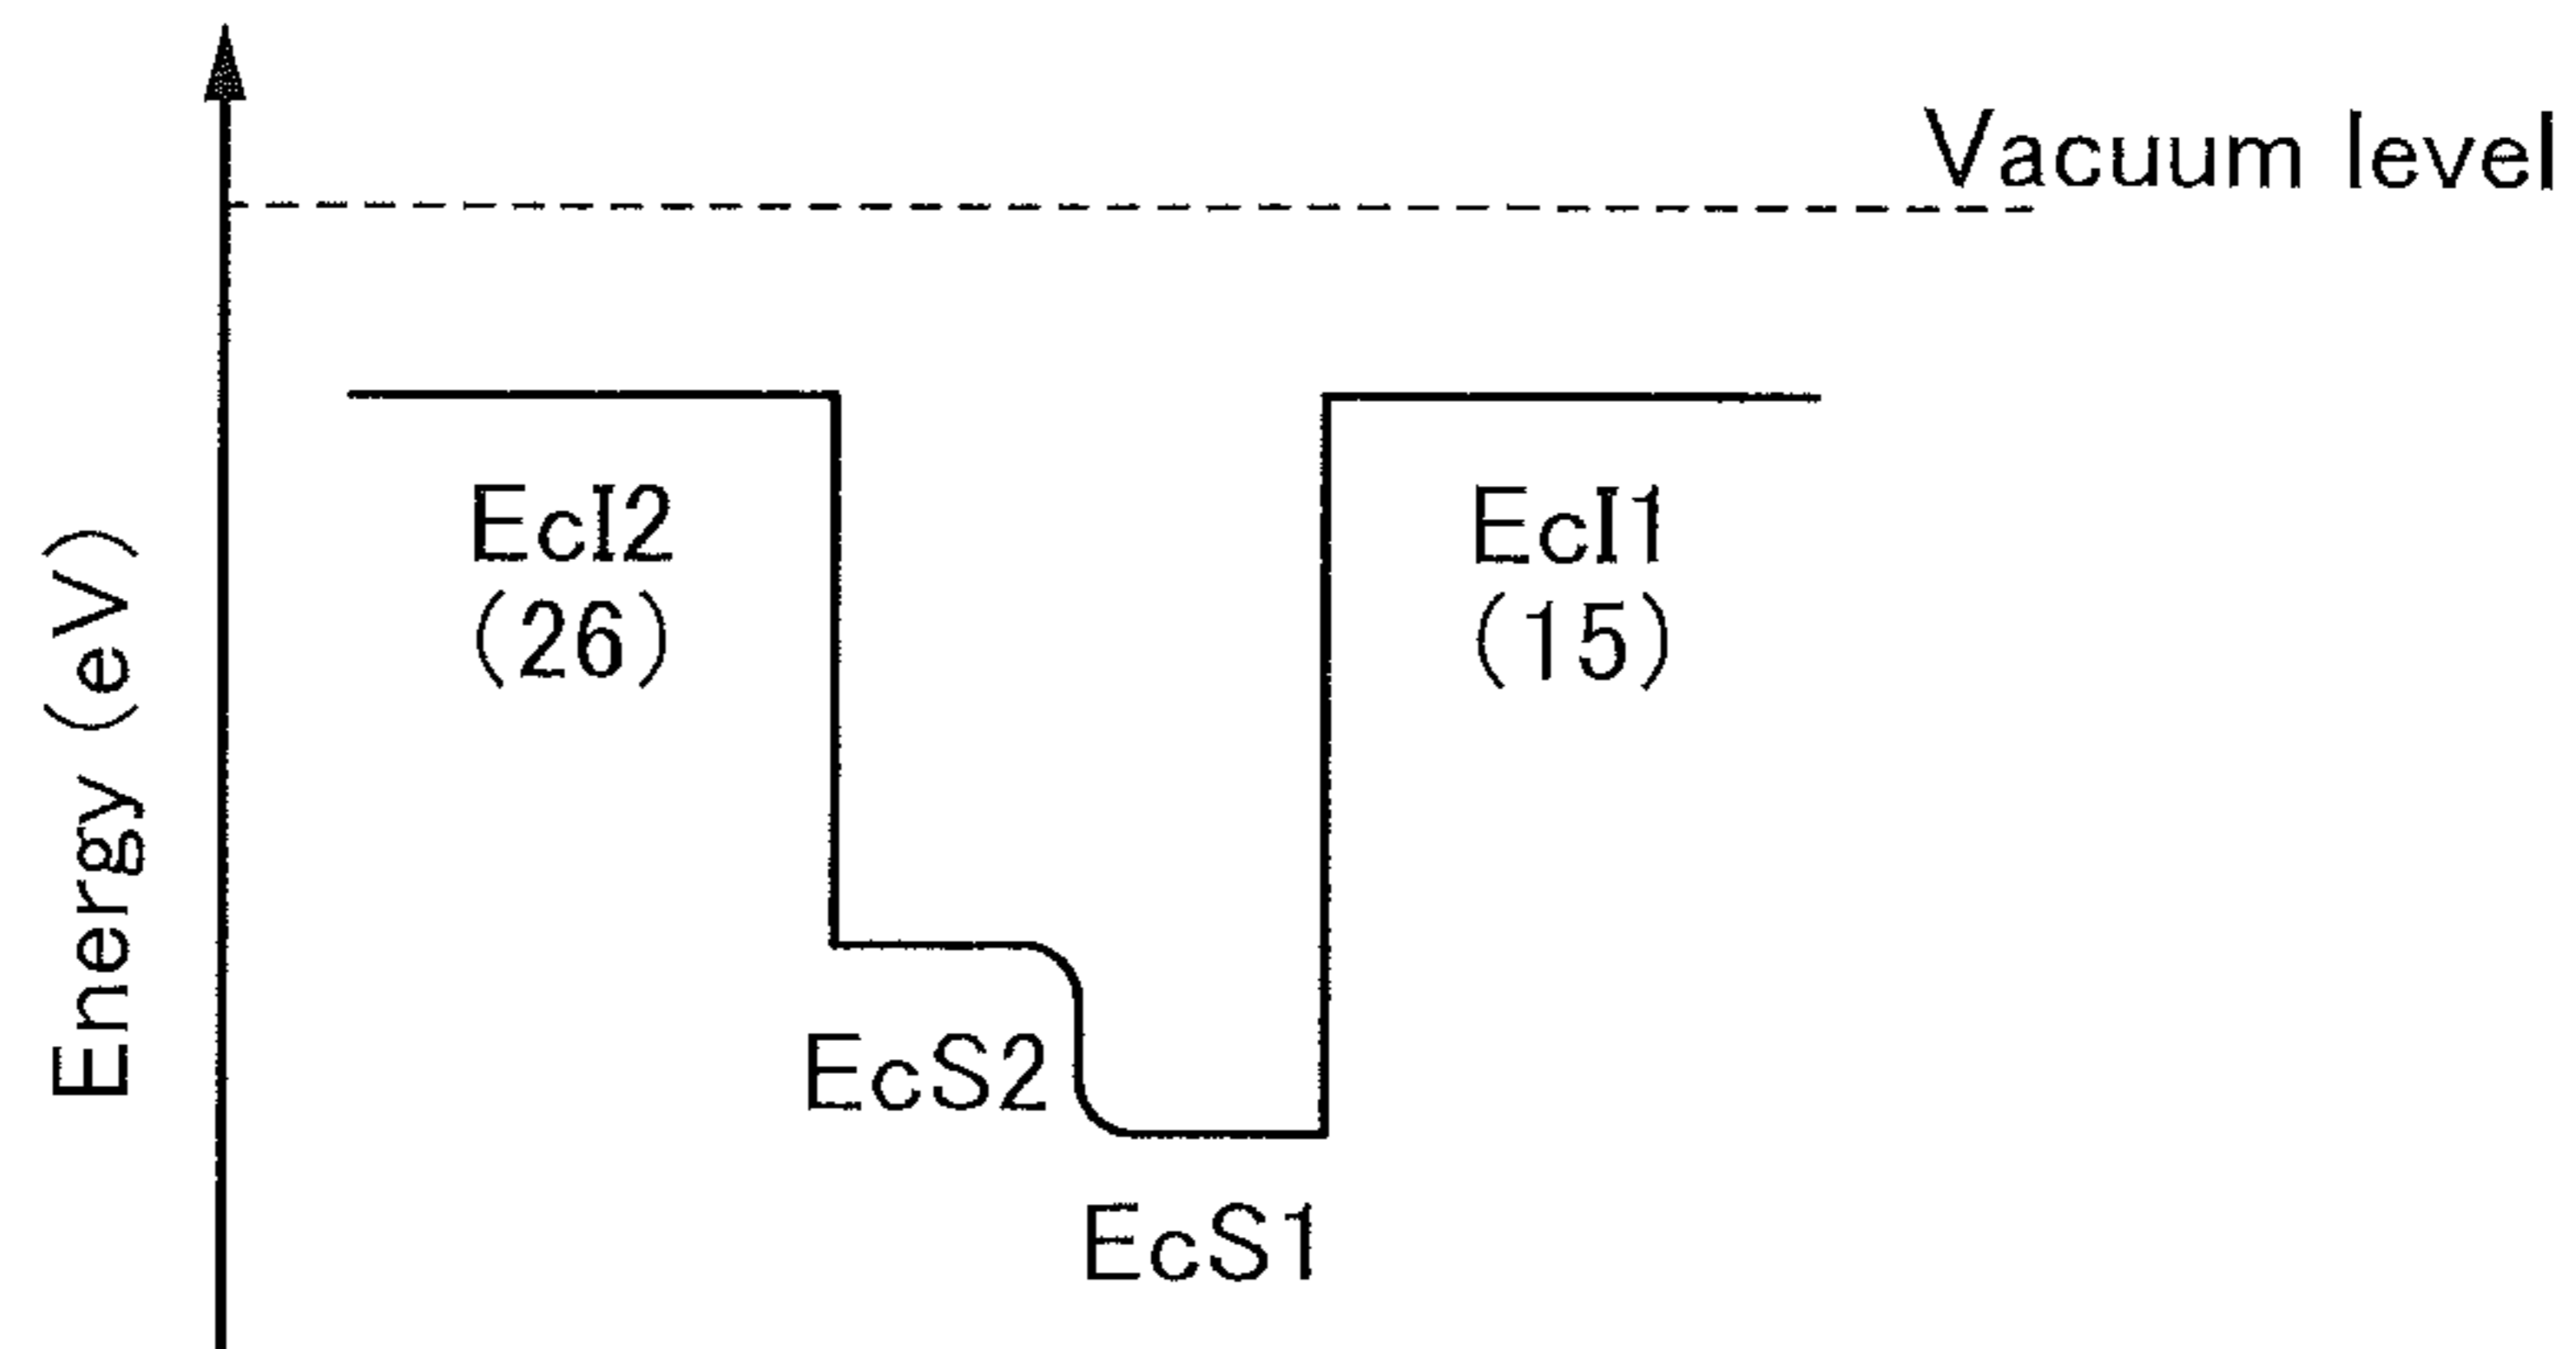 Vacuum level
Energy (eV)
EcI2
(26)
EcI1
(15)
EcS2
EcS1